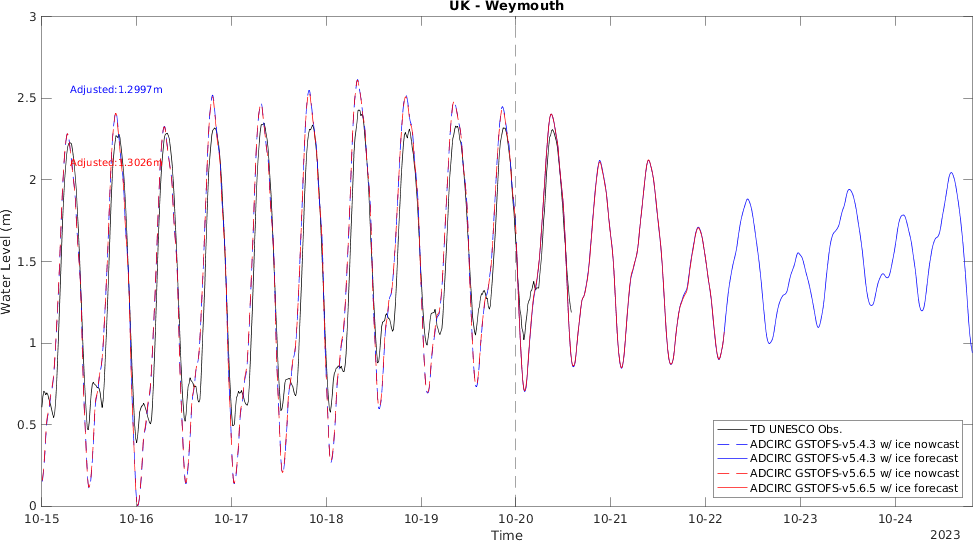 UK - Weymouth
3
2.5
2
1.5
1
0.5
0
Water Level (m)
Adjusted:1.2997m
Adjusted:1.3026m
TD UNESCO Obs.
ADCIRC GSTOFS-v5.4.3 w/ ice nowcast
ADCIRC GSTOFS-v5.4.3 w/ ice forecast
ADCIRC GSTOFS-v5.6.5 w/ ice nowcast
ADCIRC GSTOFS-v5.6.5 w/ ice forecast
10-15 10-16 10-17 10-18 10-19 10-20 10-21 10-22 10-23 10-24
Time
2023